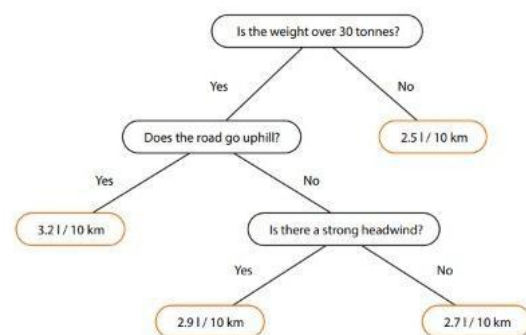 Is the weight over 30 tonnes?
Yes
No
Does the road go uphill?
2.5 l / 10 km
Yes
No
3.2 l / 10 km
Is there a strong headwind?
Yes
No
2.9 l / 10 km
2.7 l / 10 km